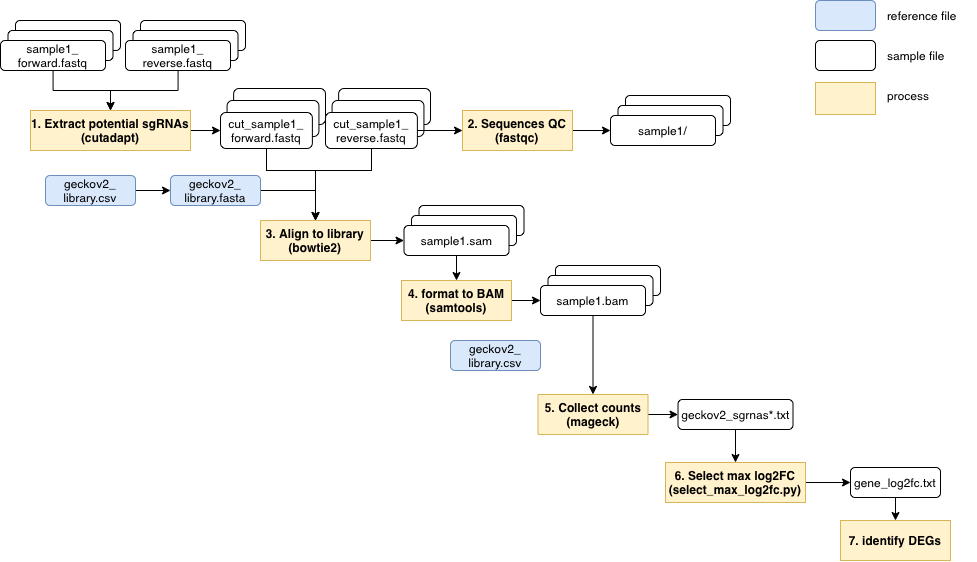 reference file
sample file
process
sample1_
forward.fastq
sample1_
reverse.fastq
1. Extract potential sgRNAs
(cutadapt)
cut_sample1_
forward.fastq
cut_sample1_
reverse.fastq
2. Sequences QC
(fastqc)
sample1/
geckov2_
library.csv
geckov2_
library.fasta
3. Align to library
(bowtie2)
sample1.sam
4. format to BAM
(samtools)
sample1.bam
geckov2_
library.csv
5. Collect counts
(mageck)
geckov2_sgrnas*.txt
6. Select max log2FC
(select_max_log2fc.py)
gene_log2fc.txt
7. identify DEGs